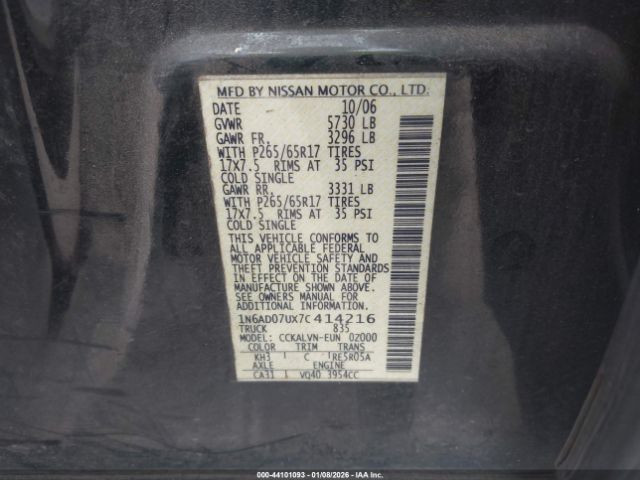 MFD BY NISSAN MOTOR CO., LTD.
DATE 10/06
GVWR 5730 LB
GAWR FR. 3296 LB
WITH P265/65R17 TIRES
17X7.5 RIMS AT 35 PSI
COLD SINGLE
GAWR RR. 3331 LB
WITH P265/65R17 TIRES
17X7.5 RIMS AT 35 PSI
COLD SINGLE
THIS VEHICLE CONFORMS TO
ALL APPLICABLE FEDERAL
MOTOR VEHICLE SAFETY AND
THEFT PREVENTION STANDARDS
IN EFFECT ON THE DATE OF
MANUFACTURE SHOWN ABOVE.
SEE OWNERS MANUAL FOR
ADDITIONAL INFORMATION.
1N6AD07UX7C414216
TRUCK 835
MODEL: CCKALVN-EUN 02000
COLOR TRIM TRANS
KH3 C RE5R05A
AXLE ENGINE
CA31 VQ40 3954CC
000-44101093 - 01/08/2026 - IAA Inc.